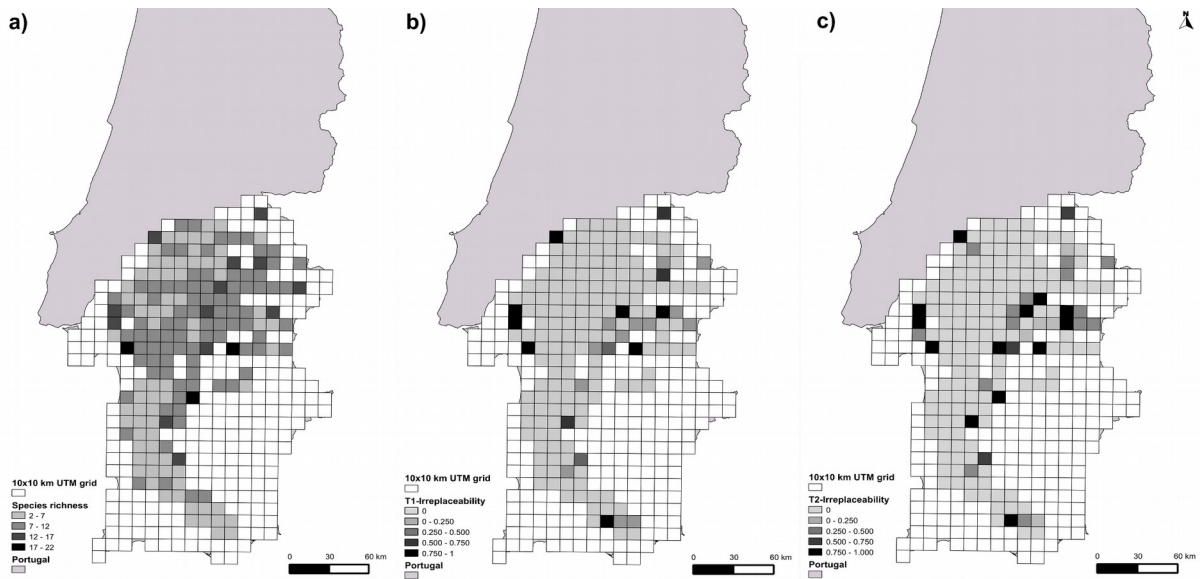 a)
10x10 km UTM grid
Species richness
2 - 7
7 - 12
12 - 17
17 - 22
Portugal
0 60 km
b)
10x10 km UTM grid
T1-Irreplaceability
0
0 - 0.250
0.250 - 0.500
0.500 - 0.750
0.750 - 1
Portugal
0 60 km
c)
N
10x10 km UTM grid
T2-Irreplaceability
0
0 - 0.250
0.250 - 0.500
0.500 - 0.750
0.750 - 1.000
Portugal
0 60 km